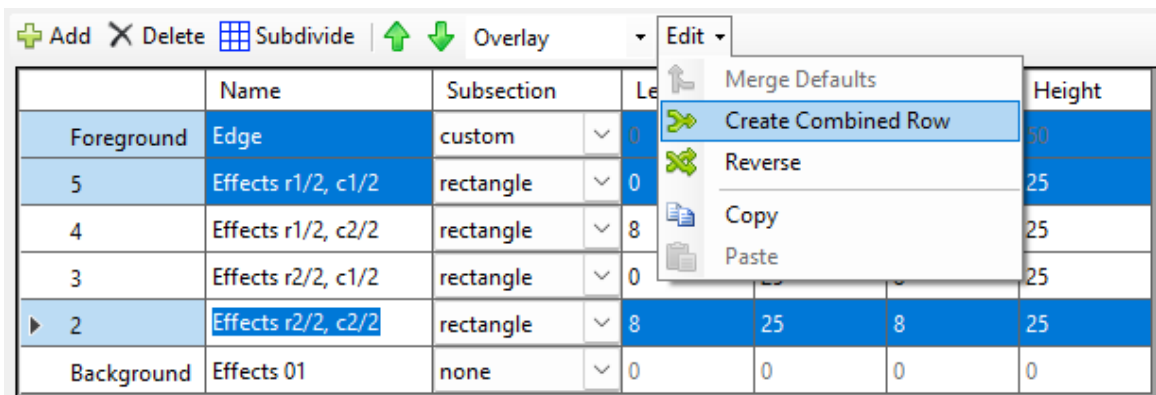 Add Delete Subdivide Overlay Edit
Name Subsection Le Height
Merge Defaults
Create Combined Row
Reverse
Copy
Paste
Foreground Edge custom 0 50
5 Effects r1/2, c1/2 rectangle 0 25
4 Effects r1/2, c2/2 rectangle 8 25
3 Effects r2/2, c1/2 rectangle 0 25
2 Effects r2/2, c2/2 rectangle 8 25 8 25
Background Effects 01 none 0 0 0 0